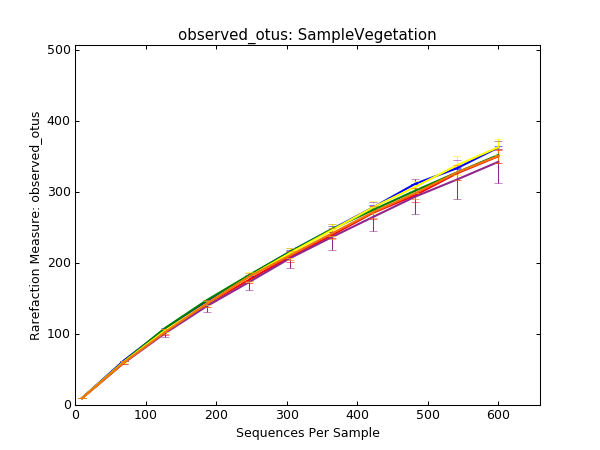 observed_otus: SampleVegetation
500
400
300
200
100
0
Rarefaction Measure: observed_otus
0 100 200 300 400 500 600
Sequences Per Sample